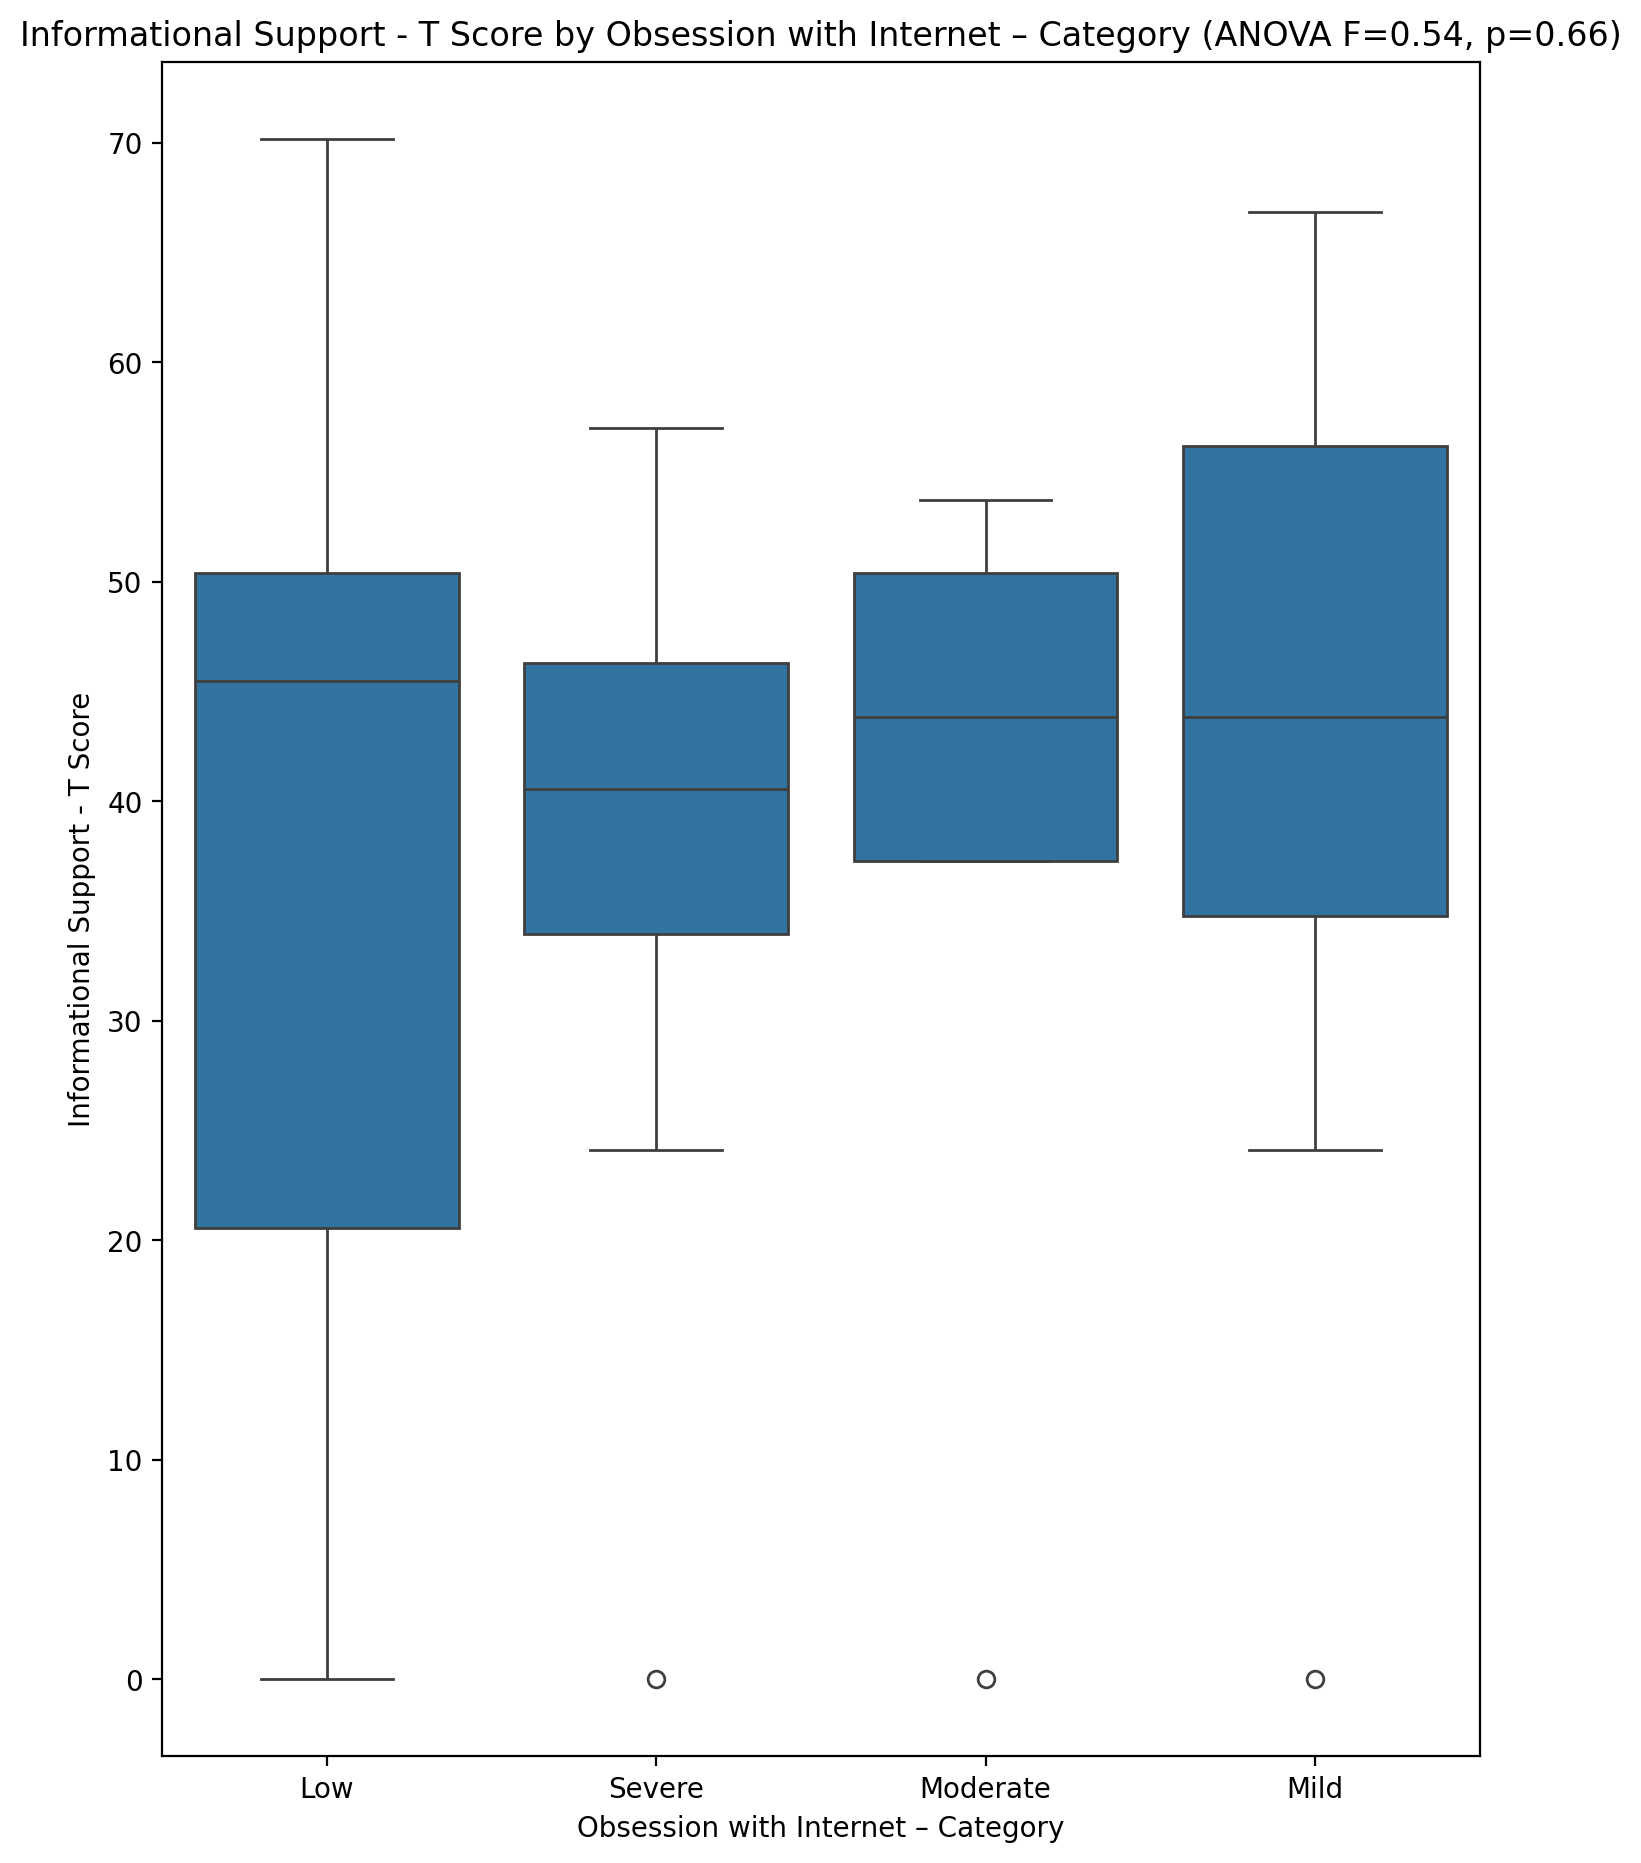 Informational Support - T Score by Obsession with Internet – Category (ANOVA F=0.54, p=0.66)
Informational Support - T Score
70
60
50
40
30
20
10
0
Low Severe Moderate Mild
Obsession with Internet – Category